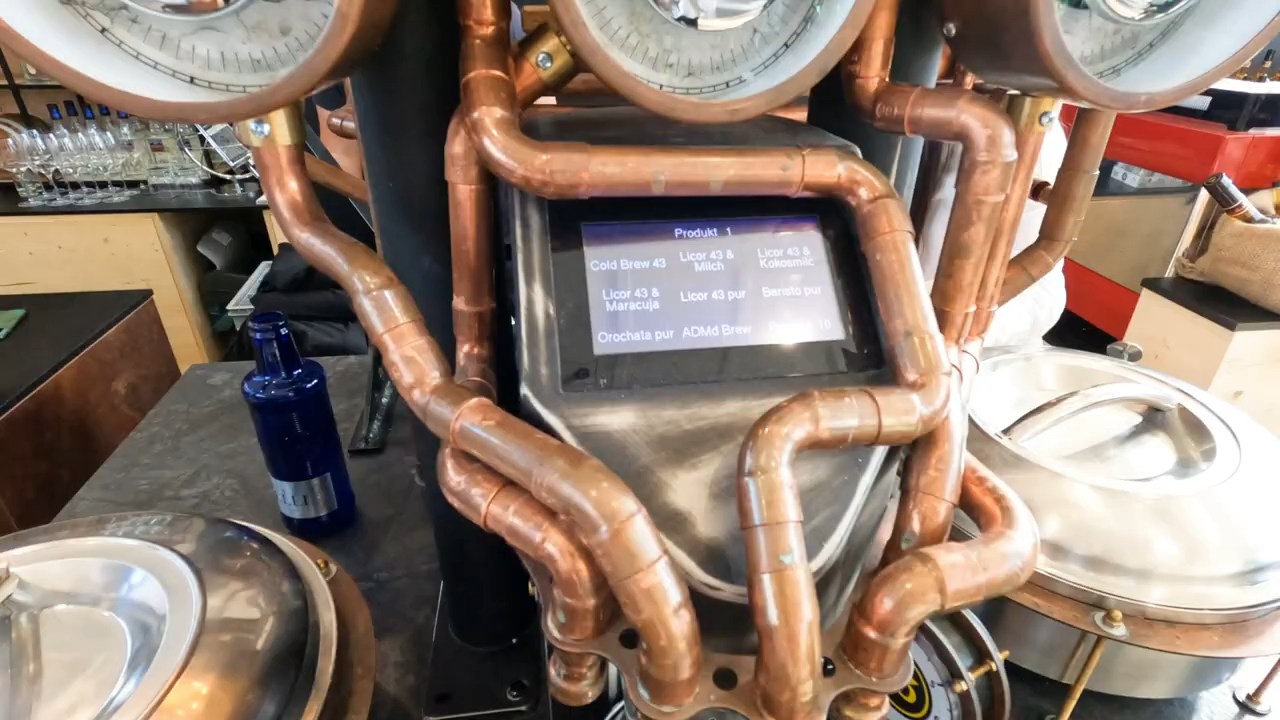 Produkt 1
Cold Brew 43
Licor 43 &
Milch
Licor 43 &
Kokosmilc
Licor 43 &
Maracuja
Licor 43 pur
Beristo pur
Orochata pur
ADMd Brew
10